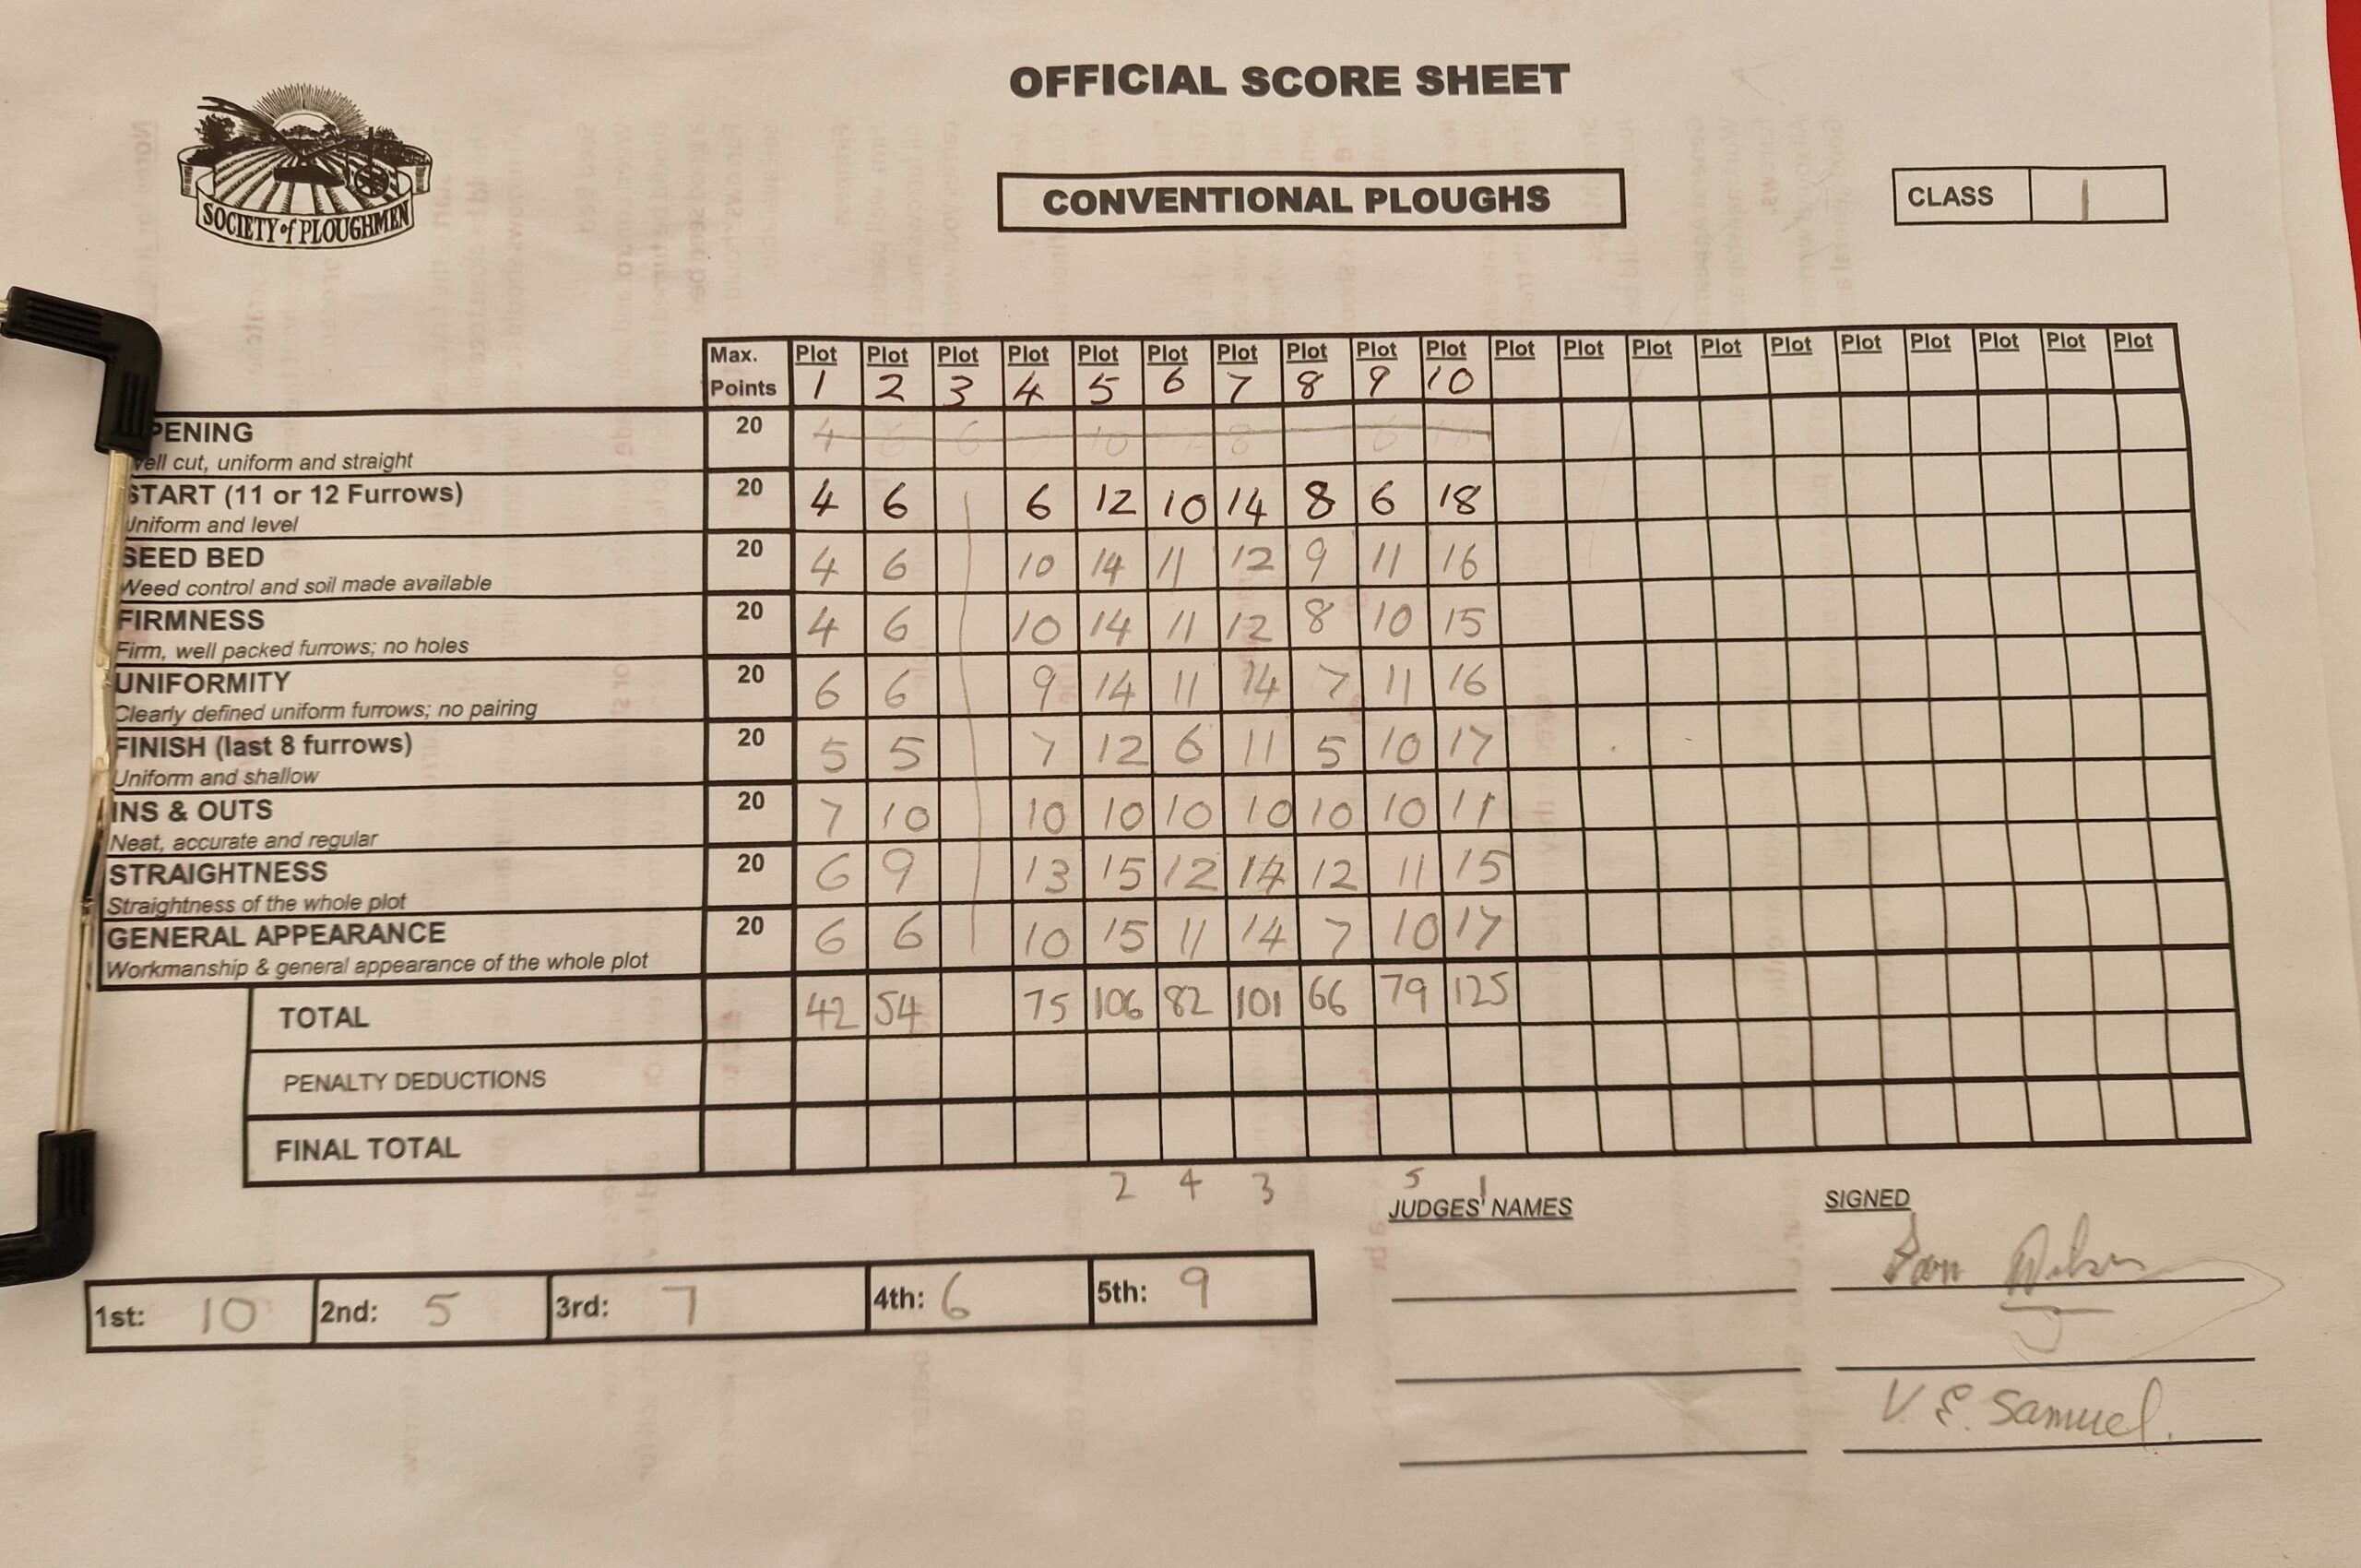 OFFICIAL SCORE SHEET
SOCIETY of PLOUGHMEN
CONVENTIONAL PLOUGHS
CLASS 1
Max. Points Plot 1 Plot 2 Plot 3 Plot 4 Plot 5 Plot 6 Plot 7 Plot 8 Plot 9 Plot 10 Plot Plot Plot Plot Plot Plot Plot Plot Plot Plot
PENING 20 4 6 10 8 6
ell cut, uniform and straight
START (11 or 12 Furrows) 20 4 6 6 12 10 14 8 6 18
Uniform and level
SEED BED 20 4 6 10 14 11 12 9 11 16
Weed control and soil made available
FIRMNESS 20 4 6 10 14 11 12 8 10 15
Firm, well packed furrows; no holes
UNIFORMITY 20 6 6 9 14 11 14 7 11 16
Clearly defined uniform furrows; no pairing
FINISH (last 8 furrows) 20 5 5 7 12 6 11 5 10 17
Uniform and shallow
INS & OUTS 20 7 10 10 10 10 10 10 10 11
Neat, accurate and regular
STRAIGHTNESS 20 6 9 13 15 12 14 12 11 15
Straightness of the whole plot
GENERAL APPEARANCE 20 6 6 10 15 11 14 7 10 17
Workmanship & general appearance of the whole plot
TOTAL 42 54 75 106 82 101 66 79 125
PENALTY DEDUCTIONS
FINAL TOTAL
2 4 3 5 1
JUDGES' NAMES SIGNED
1st: 10 2nd: 5 3rd: 7 4th: 6 5th: 9
V. E. Samuel.